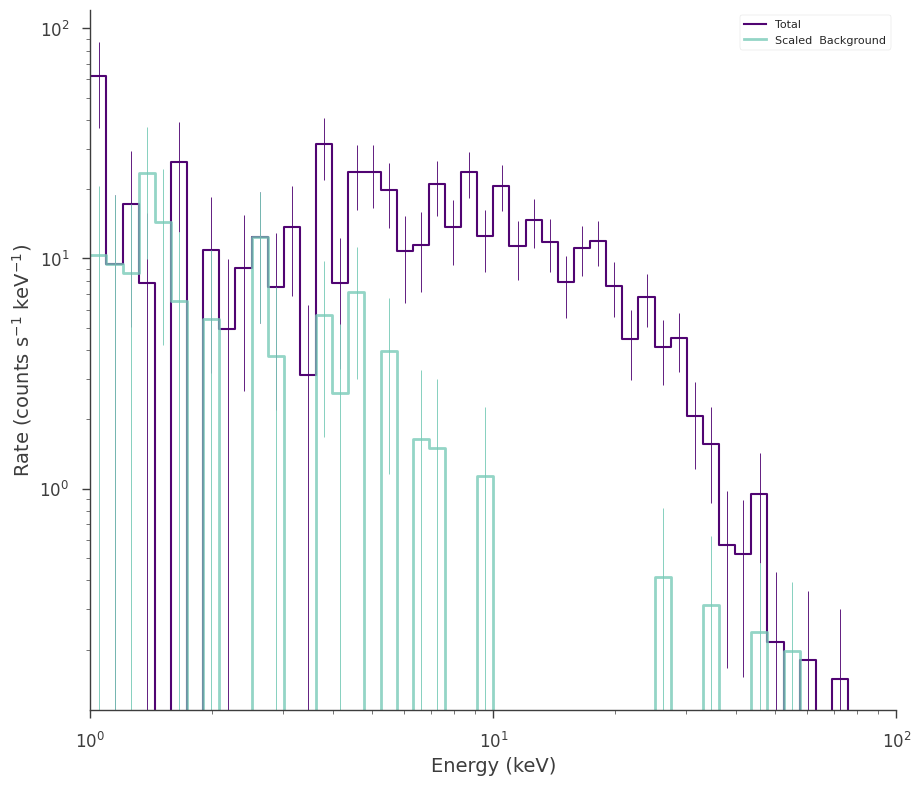 Total
Scaled  Background
10²
10¹
10⁰
Rate (counts s⁻¹ keV⁻¹)
10⁰
10¹
10²
Energy (keV)